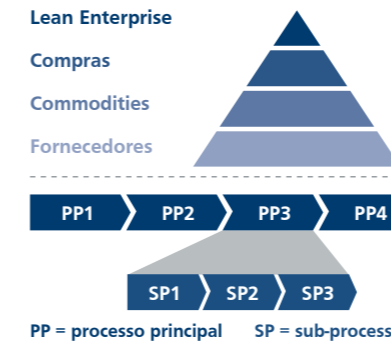 Lean Enterprise
Compras
Commodities
Fornecedores
PP1 PP2 PP3 PP4
SP1 SP2 SP3
PP = processo principal SP = sub-process